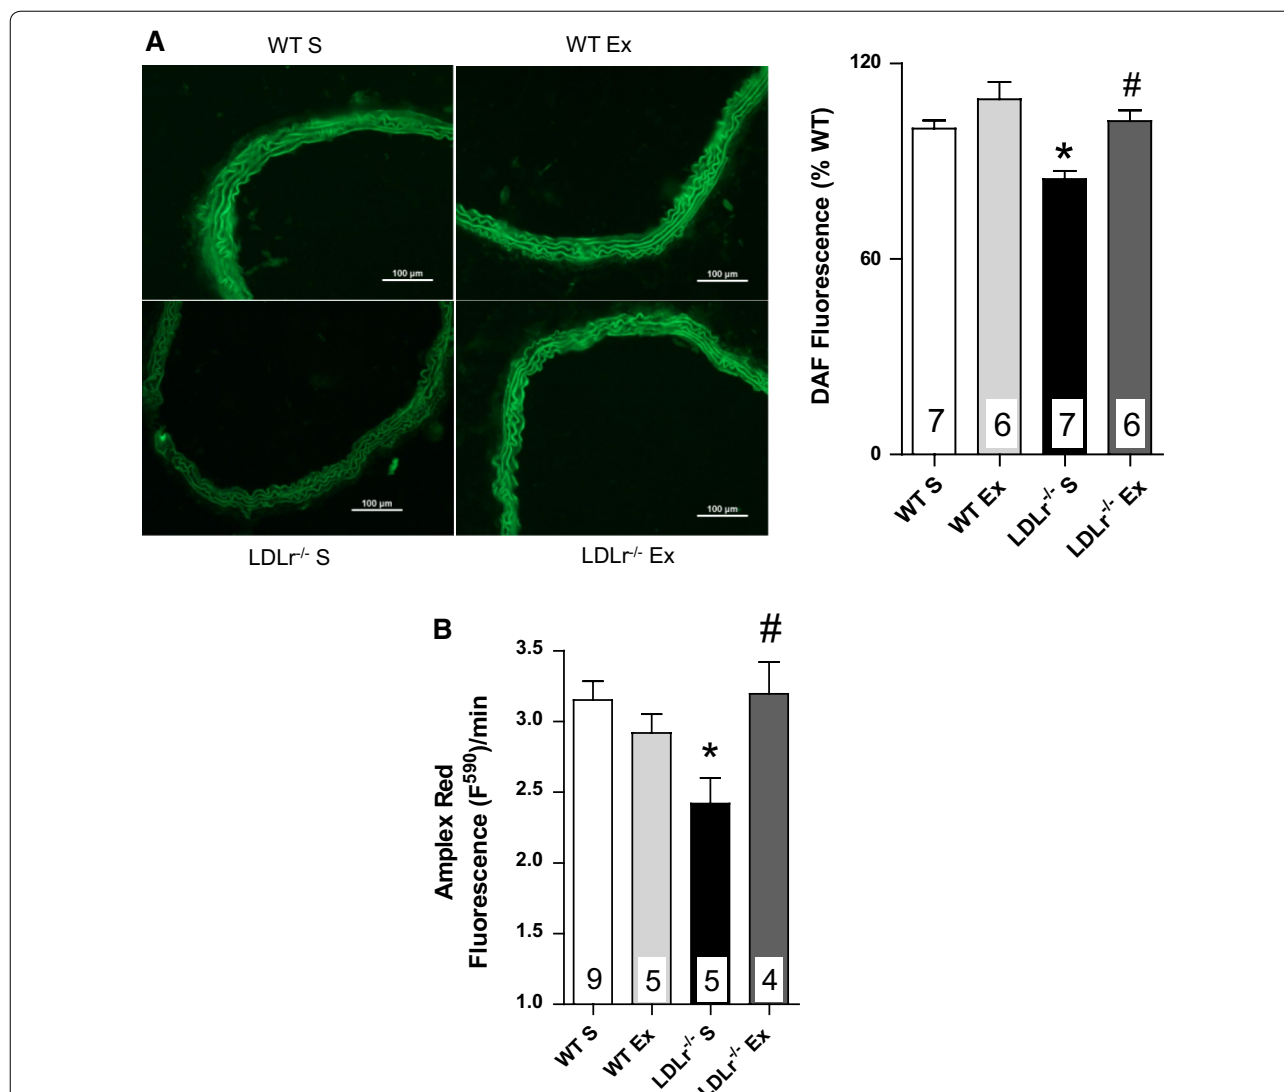 A
WT S
WT Ex
100 µm
100 µm
100 µm
100 µm
LDLr-/- S
LDLr-/- Ex
DAF Fluorescence (% WT)
120
60
0
*
#
7
6
7
6
WT S
WT Ex
LDLr-/- S
LDLr-/- Ex
B
Amplex Red
Fluorescence (F590)/min
3.5
3.0
2.5
2.0
1.5
1.0
*
#
9
5
5
4
WT S
WT Ex
LDLr-/- S
LDLr-/- Ex